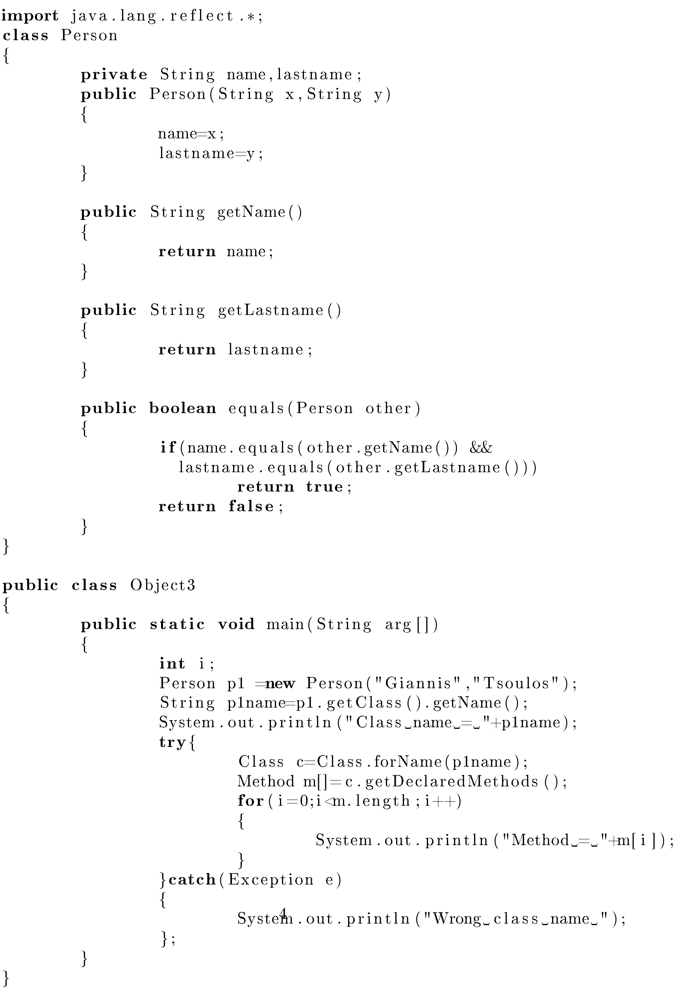 import java.lang.reflect.*;
class Person
{
private String name,lastname;
public Person(String x,String y)
{
name=x;
lastname=y;
}
public String getName()
{
return name;
}
public String getLastname()
{
return lastname;
}
public boolean equals(Person other)
{
if(name.equals(other.getName()) &&
lastname.equals(other.getLastname()))
return true;
return false;
}
}
public class Object3
{
public static void main(String arg[])
{
int i;
Person p1 =new Person("Giannis","Tsoulos");
String p1name=p1.getClass().getName();
System.out.println("Class␣name␣=␣"+p1name);
try{
Class c=Class.forName(p1name);
Method m[]=c.getDeclaredMethods();
for(i=0;i<m.length;i++)
{
System.out.println("Method␣=␣"+m[i]);
}
}catch(Exception e)
{
System.out.println("Wrong␣class␣name␣");
4
};
}
}